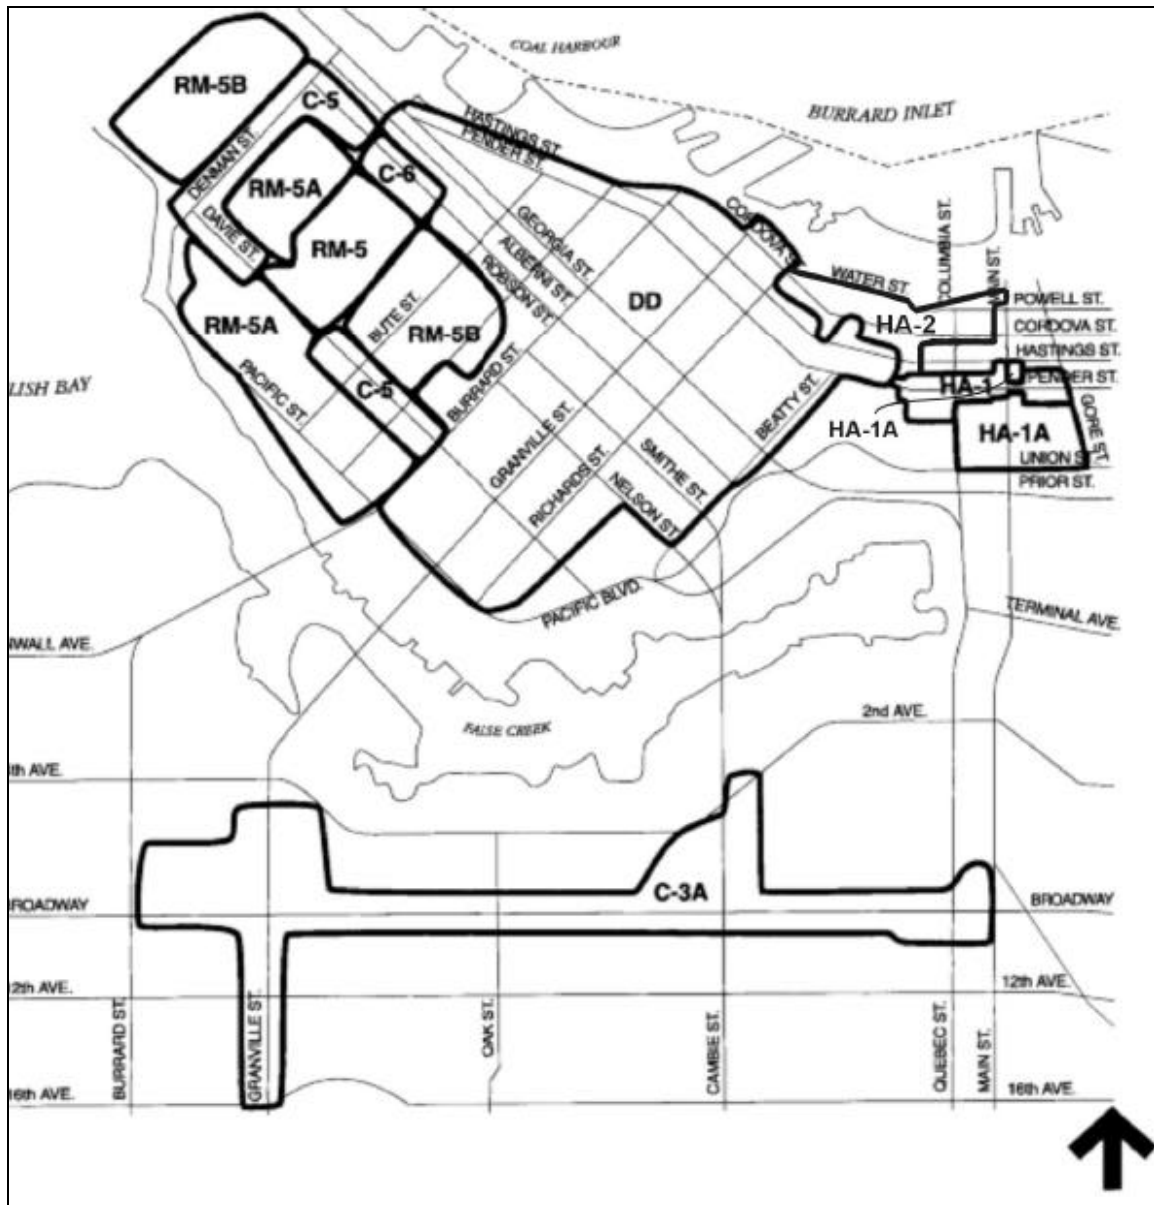 COAL HARBOUR
BURRARD INLET
RM-5B
C-5
HASTINGS ST.
PENDER ST.
DENMAN ST.
C-6
RM-5A
DAVIE ST.
RM-5
GEORGIA ST.
ALBERNI ST.
ROBSON ST.
CORDOVA ST.
COLUMBIA ST.
MAIN ST.
WATER ST.
POWELL ST.
DD
HA-2
CORDOVA ST.
RM-5A
BUTE ST.
RM-5B
HASTINGS ST.
HA-1
PENDER ST.
LISH BAY
PACIFIC ST.
C-5
BURRARD ST.
BEATTY ST.
GORE ST.
HA-1A
HA-1A
GRANVILLE ST.
SMITHE ST.
UNION ST.
RICHARDS ST.
NELSON ST.
PRIOR ST.
PACIFIC BLVD.
TERMINAL AVE.
NWALL AVE.
2nd AVE.
FALSE CREEK
6th AVE.
C-3A
ROADWAY
BROADWAY
12th AVE.
12th AVE.
BURRARD ST.
GRANVILLE ST.
OAK ST.
CAMBIE ST.
QUEBEC ST.
MAIN ST.
16th AVE.
16th AVE.